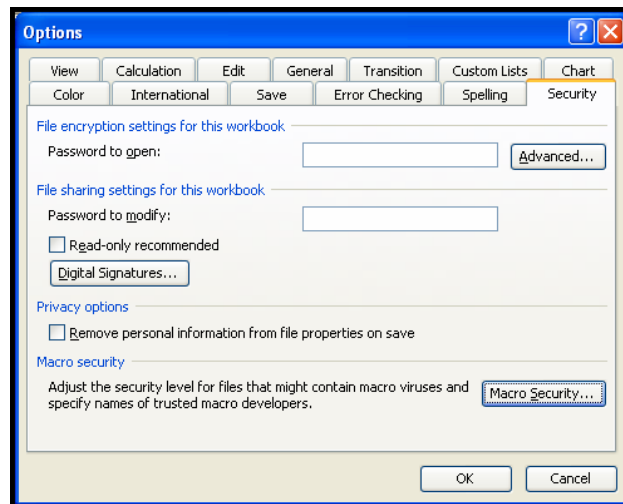 Options
View Calculation Edit General Transition Custom Lists Chart
Color International Save Error Checking Spelling Security
File encryption settings for this workbook
Password to open: Advanced...
File sharing settings for this workbook
Password to modify:
Read-only recommended
Digital Signatures...
Privacy options
Remove personal information from file properties on save
Macro security
Adjust the security level for files that might contain macro viruses and Macro Security...
specify names of trusted macro developers.
OK Cancel